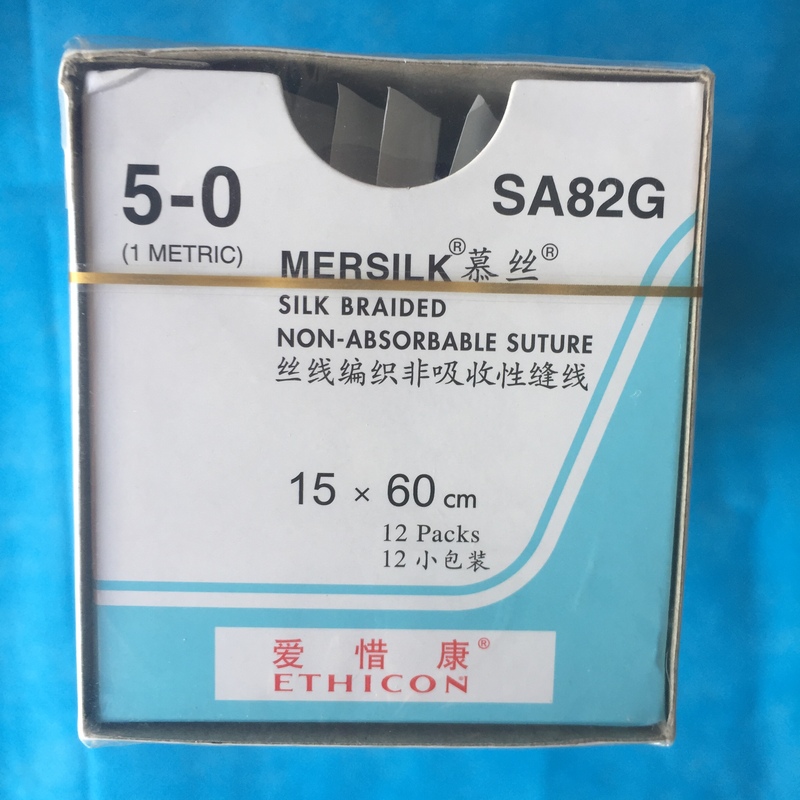 5-0
SA82G
(1 METRIC)
MERSILK® 慕丝®
SILK BRAIDED
NON-ABSORBABLE SUTURE
丝线编织非吸收性缝线
15 × 60 cm
12 Packs
12 小包装
爱惜康®
ETHICON